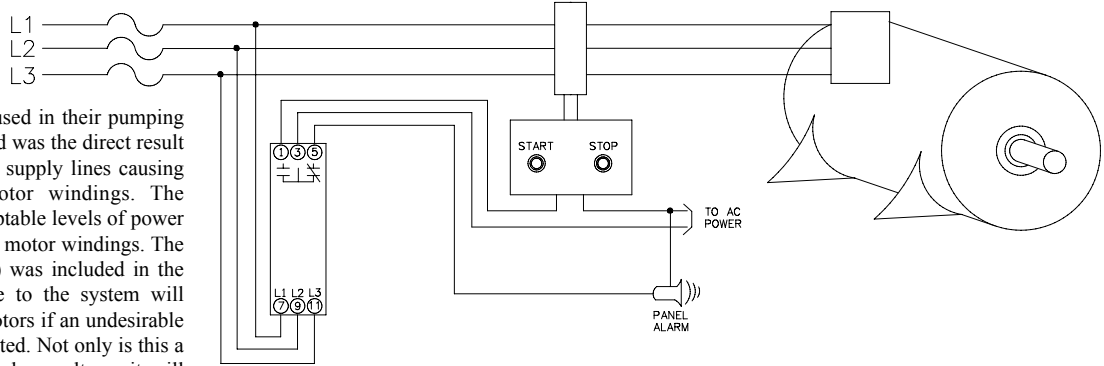 L1
L2
L3
used in their pumping
d was the direct result
supply lines causing
otor windings. The
ptable levels of power
motor windings. The
) was included in the
e to the system will
otors if an undesirable
ted. Not only is this a
1 3 5
START STOP
TO AC
POWER
L1 L2 L3
7 9 11
PANEL
ALARM